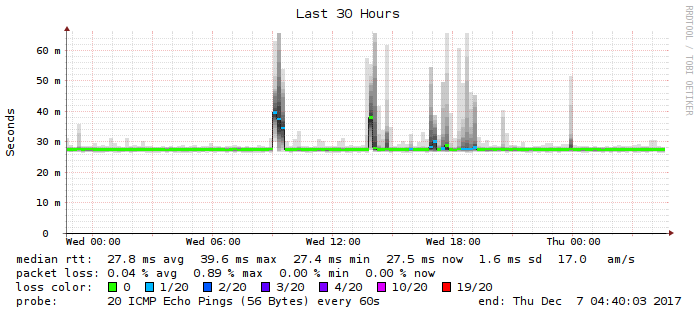 Last 30 Hours
RRDTOOL / TOBI OETIKER
Seconds
60 m
50 m
40 m
30 m
20 m
10 m
0
Wed 00:00 Wed 06:00 Wed 12:00 Wed 18:00 Thu 00:00
median rtt: 27.8 ms avg 39.6 ms max 27.4 ms min 27.5 ms now 1.6 ms sd 17.0 am/s
packet loss: 0.04 % avg 0.89 % max 0.00 % min 0.00 % now
loss color: 0 1/20 2/20 3/20 4/20 10/20 19/20
probe: 20 ICMP Echo Pings (56 Bytes) every 60s end: Thu Dec 7 04:40:03 2017